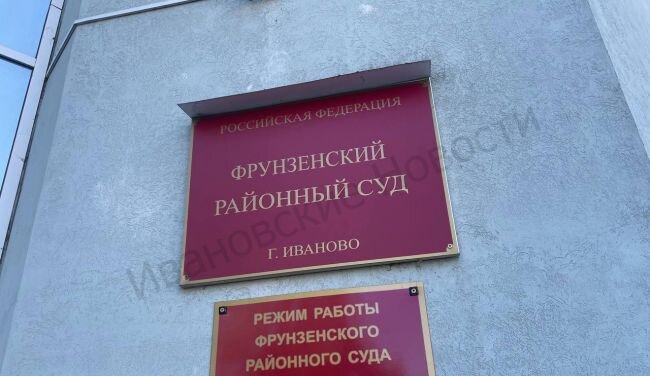 РОССИЙСКАЯ ФЕДЕРАЦИЯ
ФРУНЗЕНСКИЙ
РАЙОННЫЙ СУД
Г. ИВАНОВО
Ивановские Новости
РЕЖИМ РАБОТЫ
ФРУНЗЕНСКОГО
РАЙОННОГО СУДА